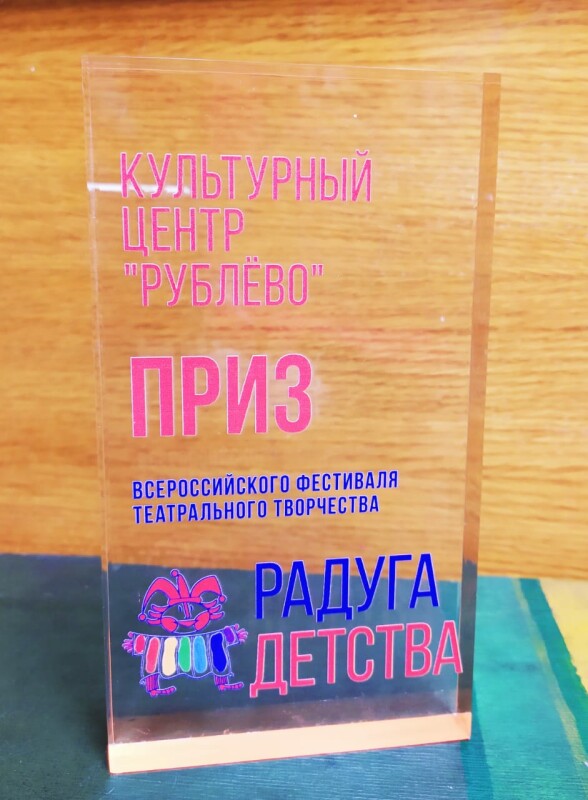 КУЛЬТУРНЫЙ
ЦЕНТР
"РУБЛЁВО"
ПРИЗ
ВСЕРОССИЙСКОГО ФЕСТИВАЛЯ
ТЕАТРАЛЬНОГО ТВОРЧЕСТВА
РАДУГА
ДЕТСТВА